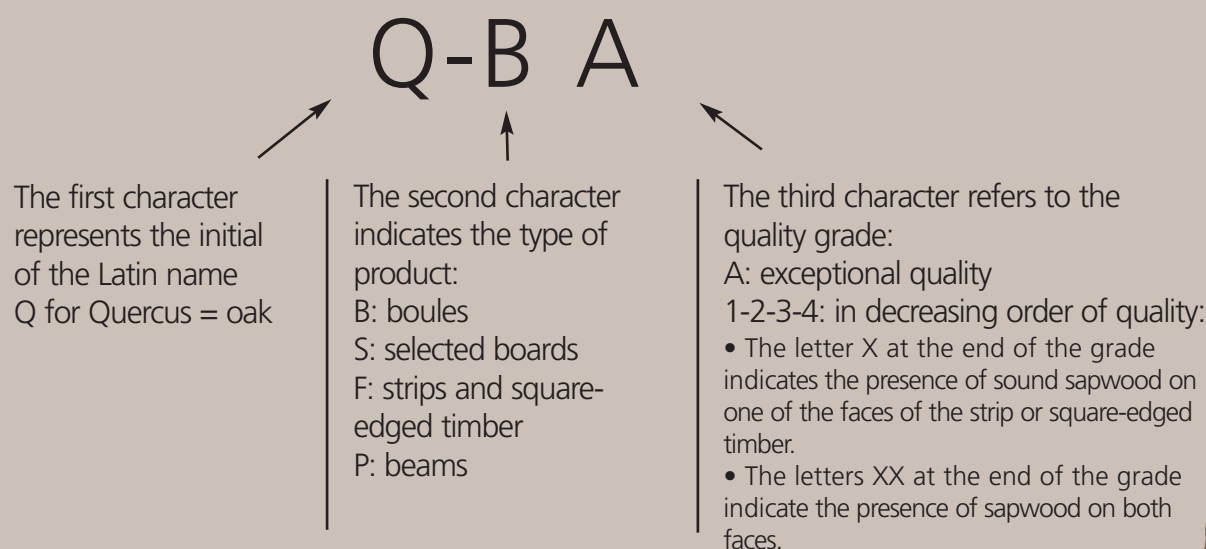 Q-B A
The first character
represents the initial
of the Latin name
Q for Quercus = oak
The second character
indicates the type of
product:
B: boules
S: selected boards
F: strips and square-
edged timber
P: beams
The third character refers to the
quality grade:
A: exceptional quality
1-2-3-4: in decreasing order of quality:
• The letter X at the end of the grade
indicates the presence of sound sapwood on
one of the faces of the strip or square-edged
timber.
• The letters XX at the end of the grade
indicate the presence of sapwood on both
faces.